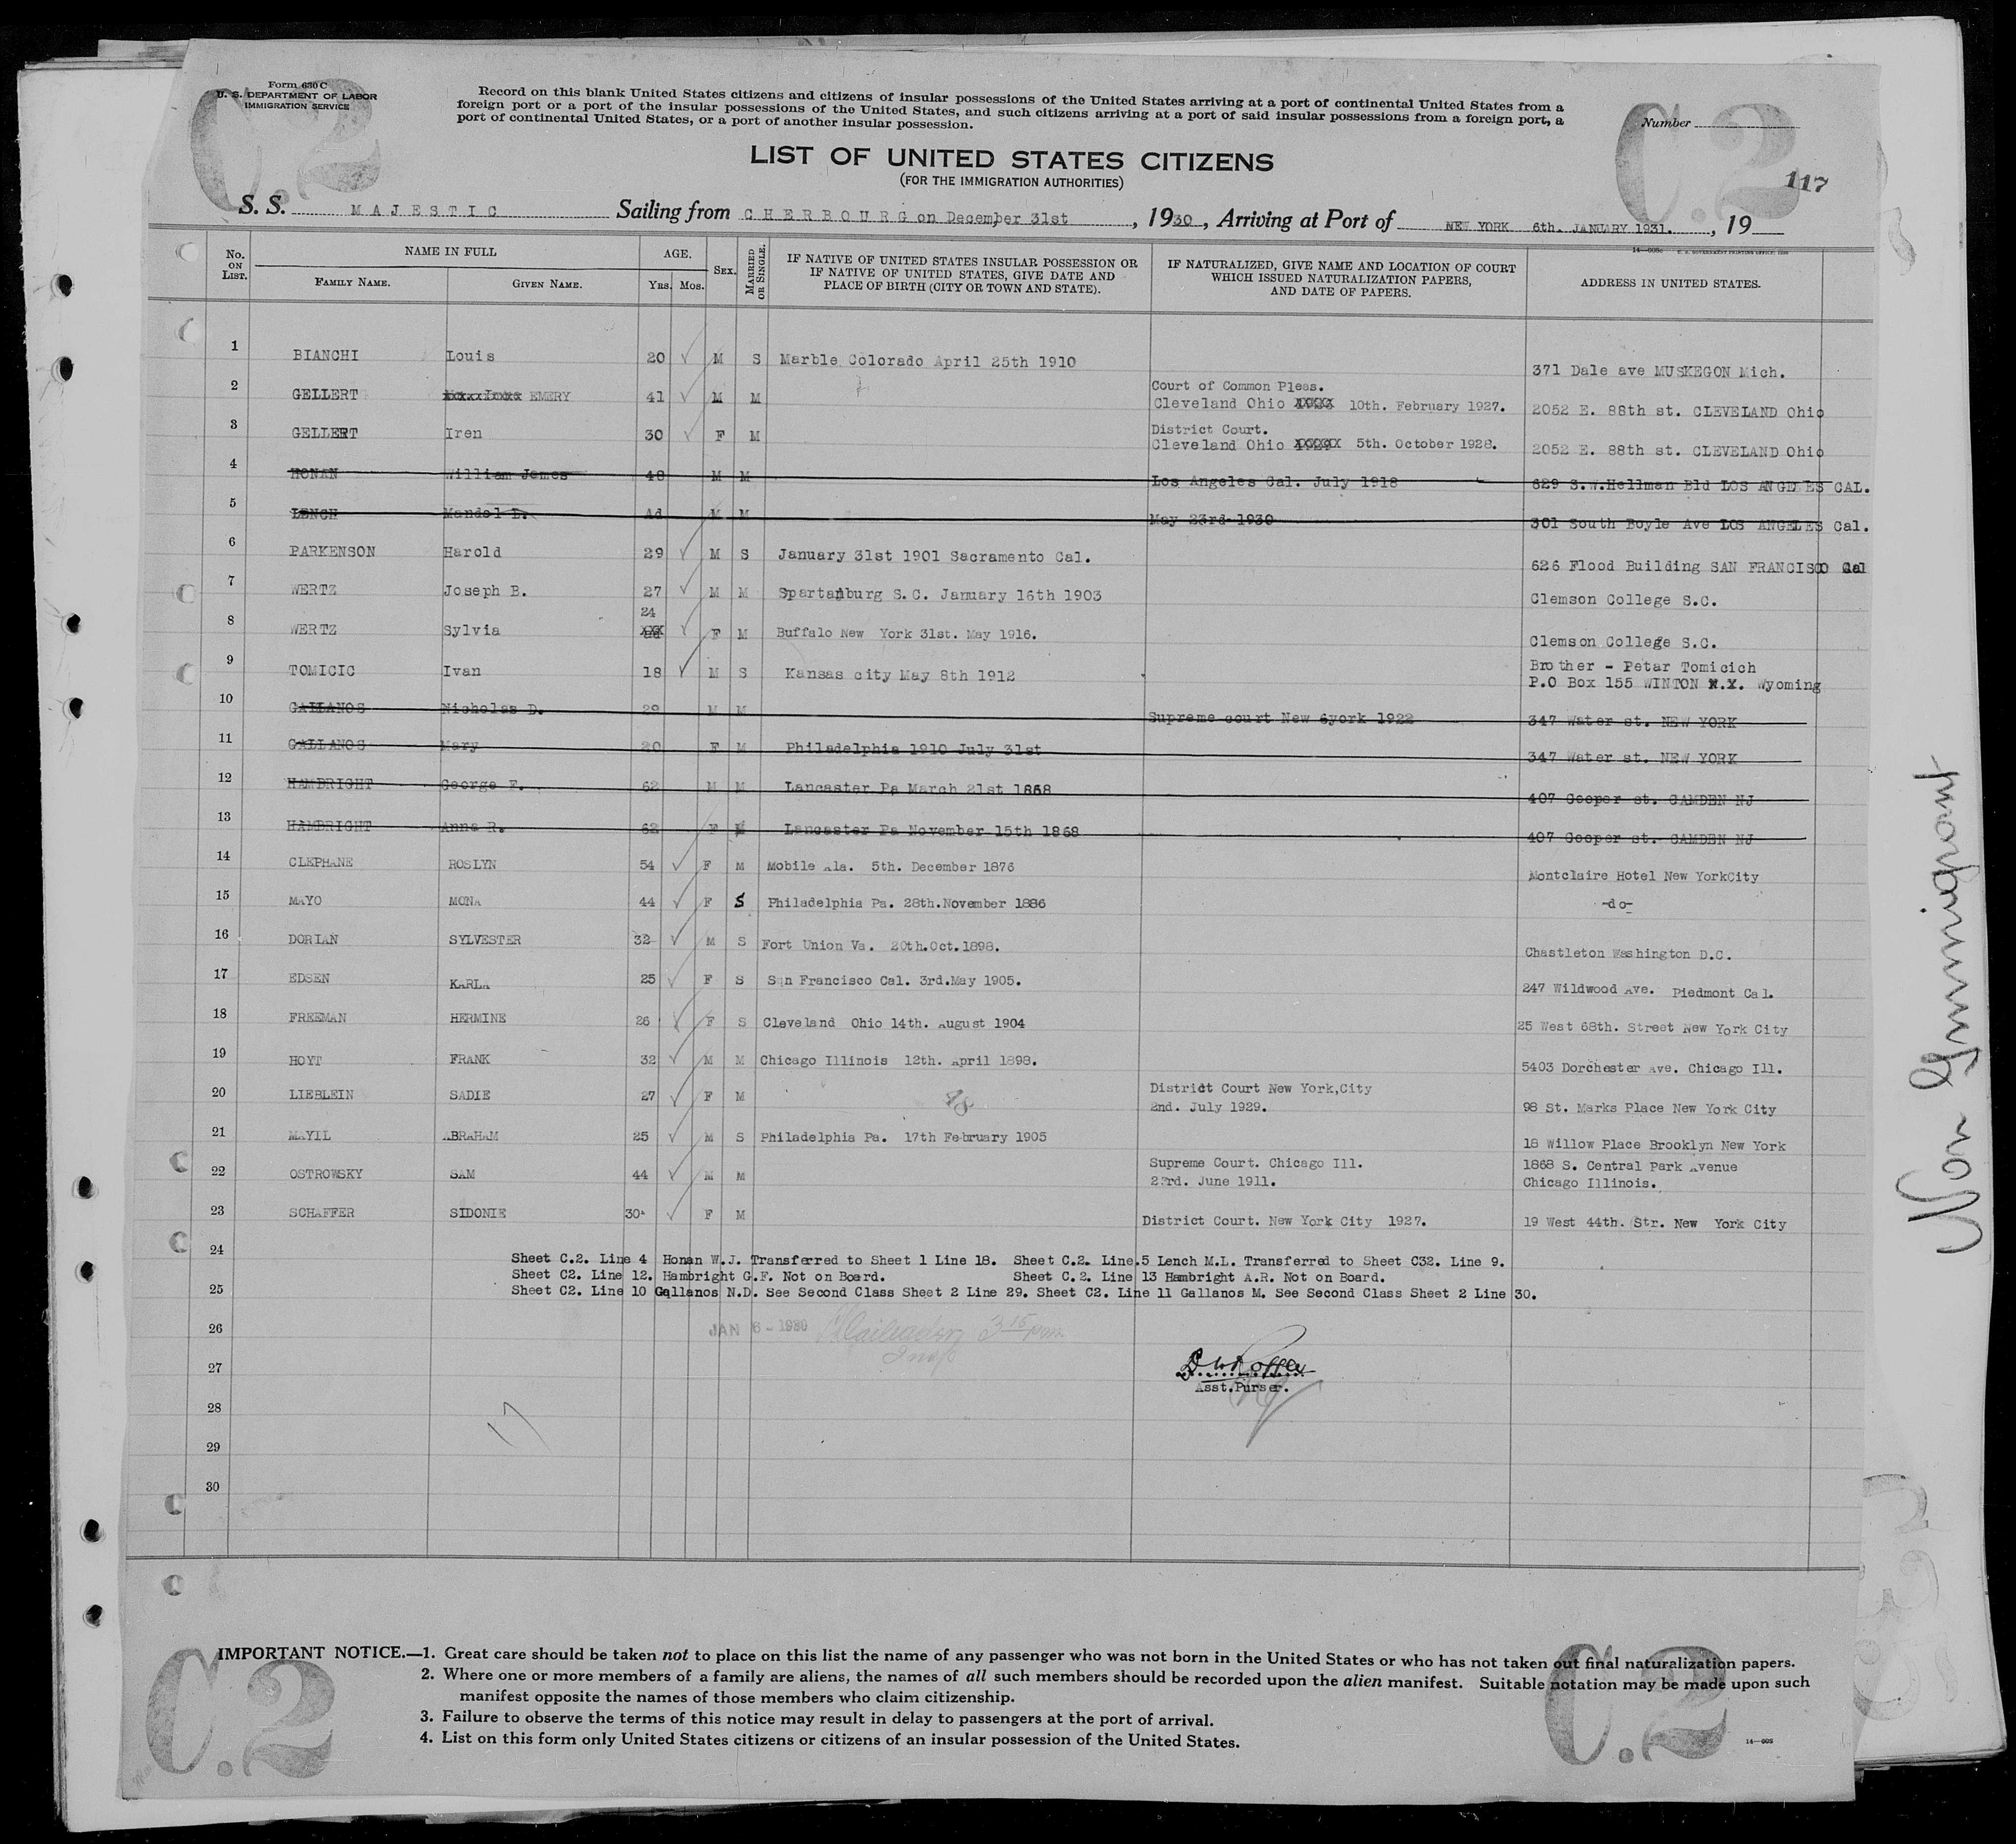 Form 630 C
U. S. DEPARTMENT OF LABOR
IMMIGRATION SERVICE
Record on this blank United States citizens and citizens of insular possessions of the United States arriving at a port of continental United States from a
foreign port or a port of the insular possessions of the United States, and such citizens arriving at a port of said insular possessions from a foreign port, a
port of continental United States, or a port of another insular possession.
Number
C.2 C.2
LIST OF UNITED STATES CITIZENS
(FOR THE IMMIGRATION AUTHORITIES)
117
S. S. MAJESTIC Sailing from CHERBOURG on December 31st, 1930, Arriving at Port of NEW YORK 6th. JANUARY 1931., 19
No. ON LIST. NAME IN FULL FAMILY NAME. GIVEN NAME. AGE. YRS. MOS. SEX. MARRIED OR SINGLE. IF NATIVE OF UNITED STATES INSULAR POSSESSION OR IF NATIVE OF UNITED STATES, GIVE DATE AND PLACE OF BIRTH (CITY OR TOWN AND STATE). IF NATURALIZED, GIVE NAME AND LOCATION OF COURT WHICH ISSUED NATURALIZATION PAPERS, AND DATE OF PAPERS. ADDRESS IN UNITED STATES.
1 BIANCHI Louis 20 M S Marble Colorado April 25th 1910 371 Dale ave MUSKEGON Mich.
2 GELLERT EMERY 41 M M Court of Common Pleas. Cleveland Ohio 10th. February 1927. 2052 E. 88th st. CLEVELAND Ohio
3 GELLERT Iren 30 F M District Court. Cleveland Ohio 5th. October 1928. 2052 E. 88th st. CLEVELAND Ohio
4 HONAN William James 48 M M Los Angeles Cal. July 1918 629 S.W.Hellman Bld LOS ANGELES CAL.
5 LENCH Mandel L. Ad M M May 23rd 1930 301 South Boyle Ave LOS ANGELES Cal.
6 PARKENSON Harold 29 M S January 31st 1901 Sacramento Cal. 626 Flood Building SAN FRANCISCO Cal
7 WERTZ Joseph B. 27 M M Spartanburg S.C. January 16th 1903 Clemson College S.C.
8 WERTZ Sylvia 24 F M Buffalo New York 31st. May 1916. Clemson College S.C.
9 TOMICIC Ivan 18 M S Kansas city May 8th 1912 Brother - Petar Tomicich P.O Box 155 WINTON N.Y. Wyoming
10 GALLANOS Nicholas D. 29 M M Supreme court New 6york 1922 347 Water st. NEW YORK
11 GALLANOS Mary 20 F M Philadelphia 1910 July 31st 347 Water st. NEW YORK
12 HAMBRIGHT George F. 62 M M Lancaster Pa March 21st 1868 407 Cooper st. CAMDEN NJ
13 HAMBRIGHT Anna R. 62 F M Lancaster Pa November 15th 1868 407 Cooper st. CAMDEN NJ
14 CLEPHANE ROSLYN 54 F M Mobile Ala. 5th. December 1876 Montclaire Hotel New YorkCity
15 MAYO MONA 44 F S Philadelphia Pa. 28th.November 1886 -do-
16 DORIAN SYLVESTER 32 M S Fort Union Va. 20th.Oct.1898. Chastleton Washington D.C.
17 EDSEN KARLA 25 F S San Francisco Cal. 3rd.May 1905. 247 Wildwood Ave. Piedmont Cal.
18 FREEMAN HERMINE 26 F S Cleveland Ohio 14th. August 1904 25 West 68th. Street New York City
19 HOYT FRANK 32 M M Chicago Illinois 12th. April 1898. 5403 Dorchester Ave. Chicago Ill.
20 LIEBLEIN SADIE 27 F M District Court New York,City 2nd. July 1929. 98 St. Marks Place New York City
21 MAYIL ABRAHAM 25 M S Philadelphia Pa. 17th February 1905 18 Willow Place Brooklyn New York
22 OSTROWSKY SAM 44 M M Supreme Court. Chicago Ill. 23rd. June 1911. 1868 S. Central Park Avenue Chicago Illinois.
23 SCHAFFER SIDONIE 30 F M District Court. New York City 1927. 19 West 44th. Str. New York City
24 Sheet C.2. Line 4 Honan W.J. Transferred to Sheet 1 Line 18. Sheet C.2. Line.5 Lench M.L. Transferred to Sheet C32. Line 9.
Sheet C2. Line 12. Hambright G.F. Not on Board. Sheet C.2. Line 13 Hambright A.R. Not on Board.
25 Sheet C2. Line 10 Gallanos N.D. See Second Class Sheet 2 Line 29. Sheet C2. Line 11 Gallanos M. See Second Class Sheet 2 Line 30.
26 JAN 6 - 1930 3 15 pm
27
Asst.Purser.
28 17
29
30
Non Immigrant
IMPORTANT NOTICE.—1. Great care should be taken not to place on this list the name of any passenger who was not born in the United States or who has not taken out final naturalization papers.
2. Where one or more members of a family are aliens, the names of all such members should be recorded upon the alien manifest. Suitable notation may be made upon such
manifest opposite the names of those members who claim citizenship.
3. Failure to observe the terms of this notice may result in delay to passengers at the port of arrival.
4. List on this form only United States citizens or citizens of an insular possession of the United States.
C.2 C.2